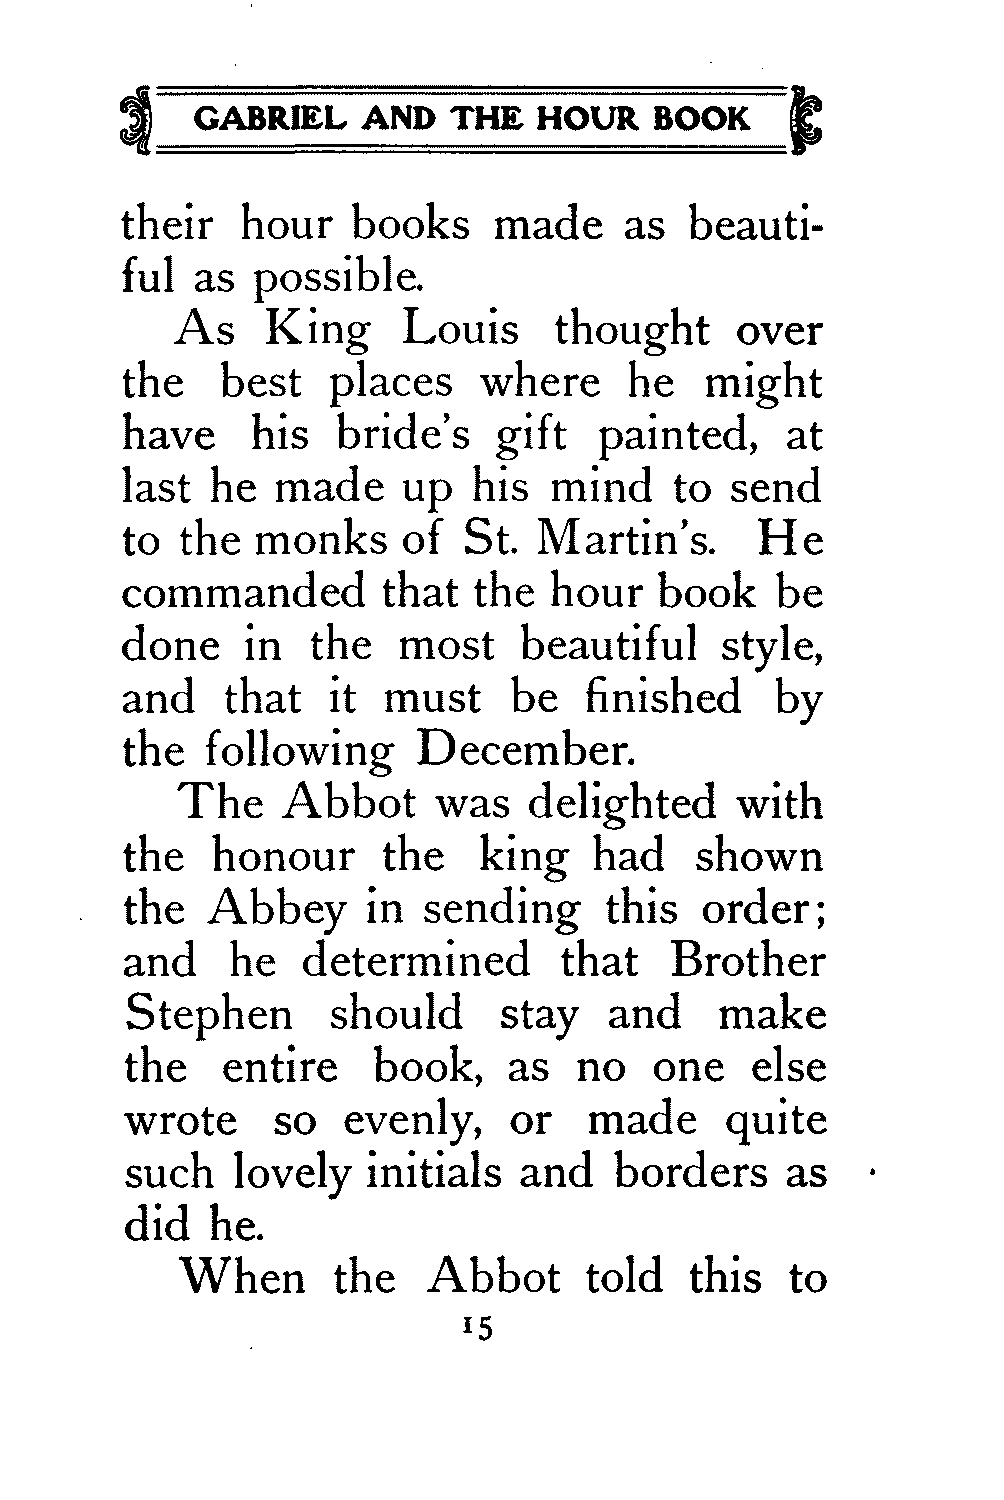 GABRIEL AND THE HOUR BOOK
their hour books made as beauti-
ful as possible.
As King Louis thought over
the best places where he might
have his bride's gift painted, at
last he made up his mind to send
to the monks of St. Martin's. He
commanded that the hour book be
done in the most beautiful style,
and that it must be finished by
the following December.
The Abbot was delighted with
the honour the king had shown
the Abbey in sending this order;
and he determined that Brother
Stephen should stay and make
the entire book, as no one else
wrote so evenly, or made quite
such lovely initials and borders as
did he.
When the Abbot told this to
15